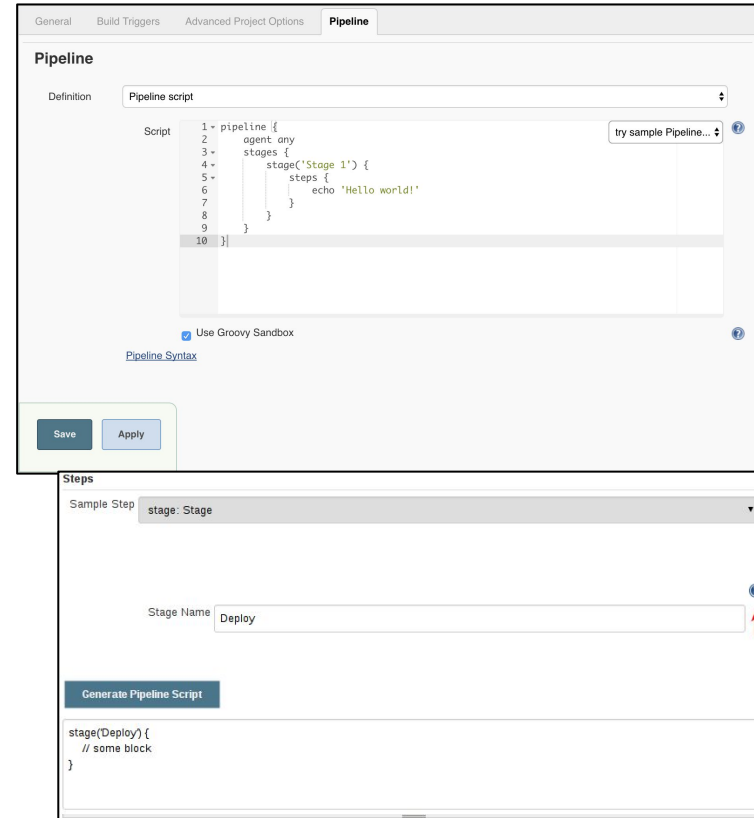 General Build Triggers Advanced Project Options Pipeline
Pipeline
Definition Pipeline script
Script
try sample Pipeline...
1 pipeline {
2 agent any
3 stages {
4 stage('Stage 1') {
5 steps {
6 echo 'Hello world!'
7 }
8 }
9 }
10 }
Use Groovy Sandbox
Pipeline Syntax
Save Apply
Steps
Sample Step stage: Stage
Stage Name Deploy
Generate Pipeline Script
stage('Deploy') {
// some block
}